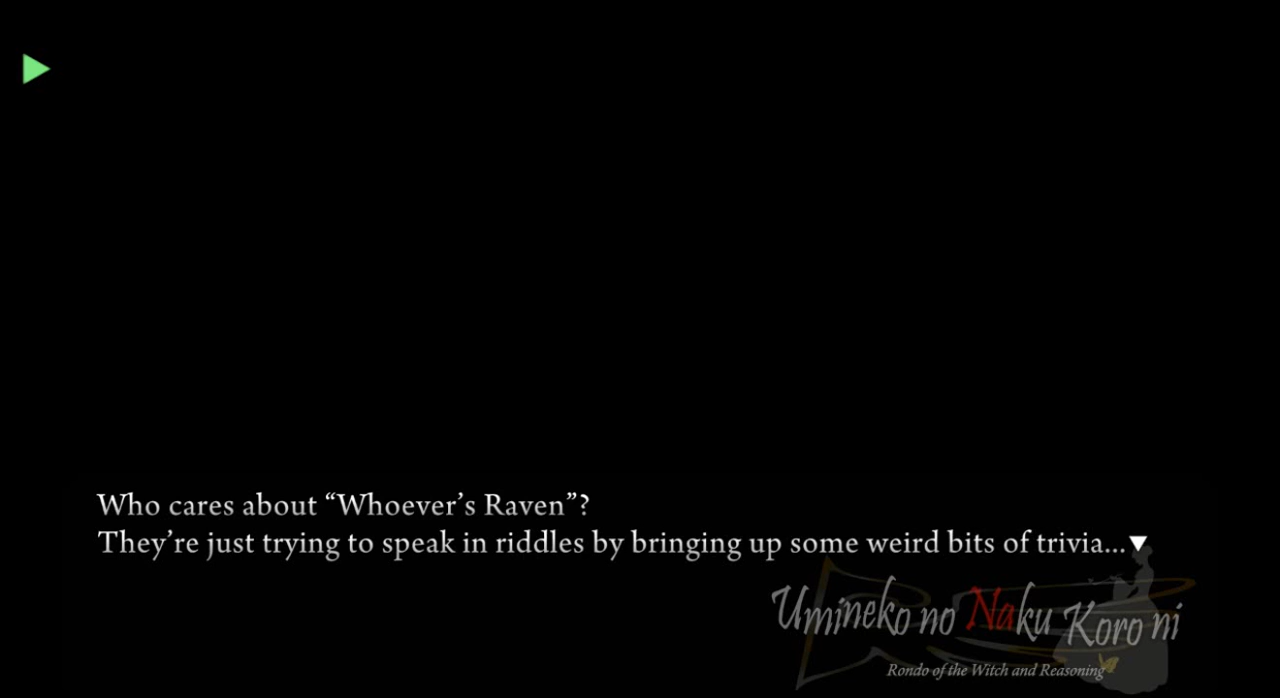 Who cares about “Whoever’s Raven”?
They’re just trying to speak in riddles by bringing up some weird bits of trivia...
Umineko no Naku Koro ni
Rondo of the Witch and Reasoning